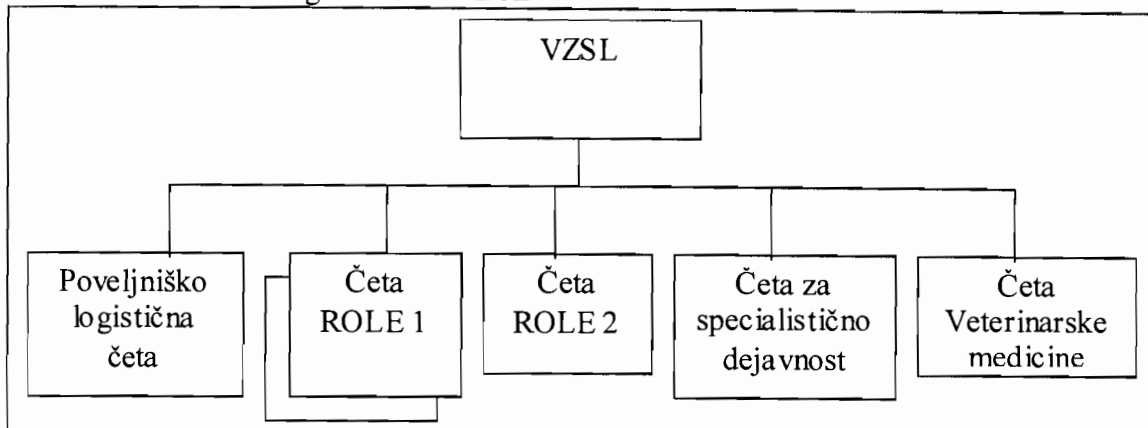 VZSL
Poveljniško
logistična
četa
Četa
ROLE 1
Četa
ROLE 2
Četa za
specialistično
dejavnost
Četa
Veterinarske
medicine